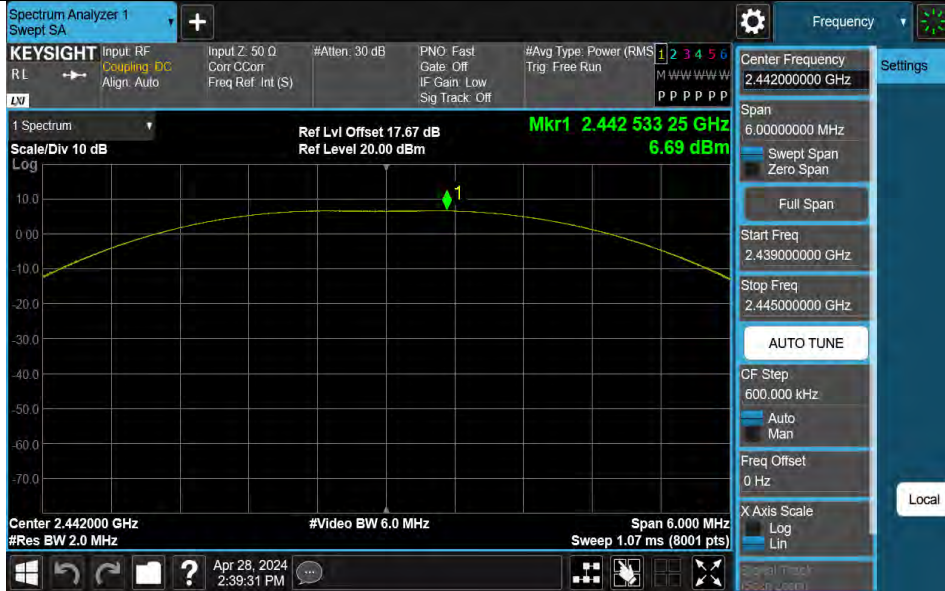 Spectrum Analyzer 1
Swept SA
+
Frequency
KEYSIGHT
RL
LXI
Input: RF
Coupling: DC
Align: Auto
Input Z: 50 Ω
Corr CCorr
Freq Ref: Int (S)
#Atten: 30 dB
PNO: Fast
Gate: Off
IF Gain: Low
Sig Track: Off
#Avg Type: Power (RMS
Trig: Free Run
1 2 3 4 5 6
M W W W W W
P P P P P P
1 Spectrum
Scale/Div 10 dB
Log
Ref Lvl Offset 17.67 dB
Ref Level 20.00 dBm
Mkr1 2.442 533 25 GHz
6.69 dBm
1
10.0
0.00
-10.0
-20.0
-30.0
-40.0
-50.0
-60.0
-70.0
Center 2.442000 GHz
#Res BW 2.0 MHz
#Video BW 6.0 MHz
Span 6.000 MHz
Sweep 1.07 ms (8001 pts)
?
Apr 28, 2024
2:39:31 PM
Center Frequency
2.442000000 GHz
Span
6.00000000 MHz
Swept Span
Zero Span
Full Span
Start Freq
2.439000000 GHz
Stop Freq
2.445000000 GHz
AUTO TUNE
CF Step
600.000 kHz
Auto
Man
Freq Offset
0 Hz
X Axis Scale
Log
Lin
Signal Track
Settings
Local